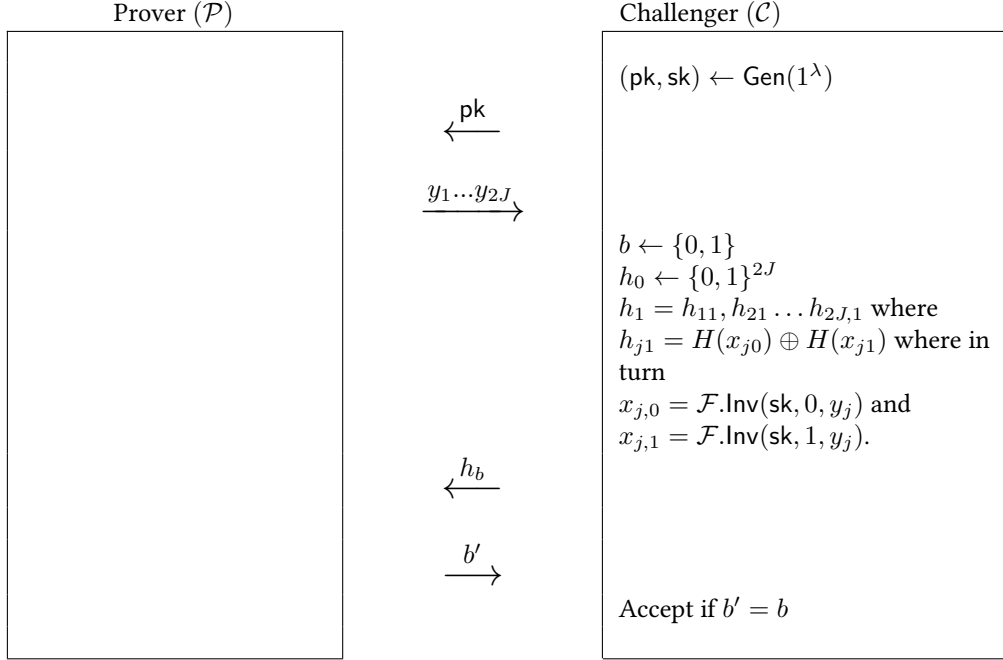 Prover (𝒫)
Challenger (𝒞)
(pk, sk) ← Gen(1^λ)
pk
y_1...y_{2J}
b ← {0, 1}
h_0 ← {0, 1}^{2J}
h_1 = h_{11}, h_{21} … h_{2J,1} where
h_{j1} = H(x_{j0}) ⊕ H(x_{j1}) where in
turn
x_{j,0} = ℱ.Inv(sk, 0, y_j) and
x_{j,1} = ℱ.Inv(sk, 1, y_j).
h_b
b′
Accept if b′ = b